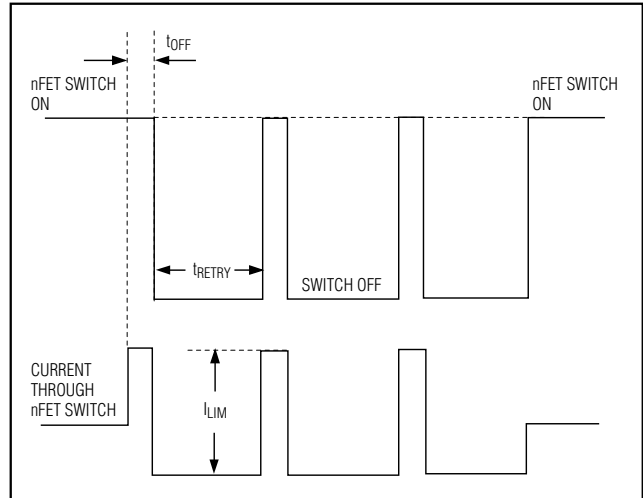 tOFF
nFET SWITCH
ON
nFET SWITCH
ON
tRETRY
SWITCH OFF
CURRENT
THROUGH
nFET SWITCH
ILIM